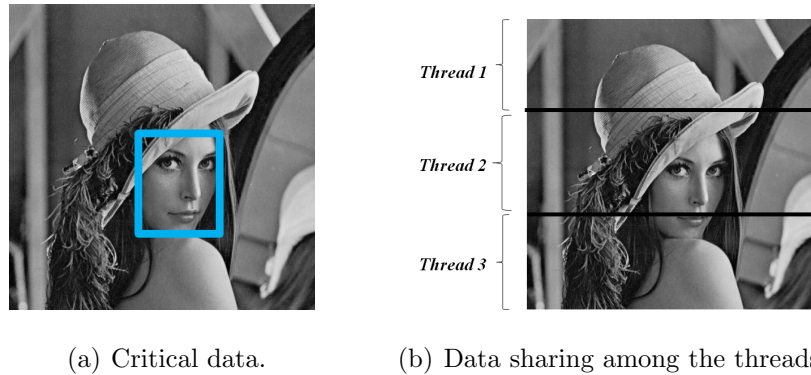 Thread 1
Thread 2
Thread 3
(a) Critical data.
(b) Data sharing among the threads